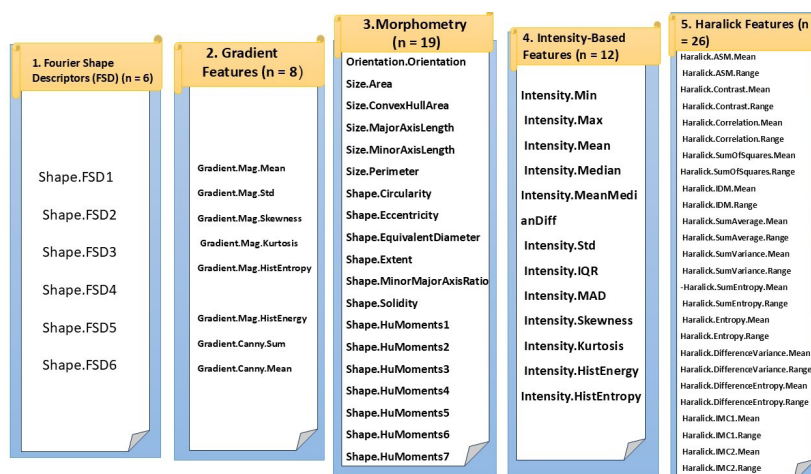 1. Fourier Shape
Descriptors (FSD) (n = 6)
Shape.FSD1
Shape.FSD2
Shape.FSD3
Shape.FSD4
Shape.FSD5
Shape.FSD6
2. Gradient
Features (n = 8)
Gradient.Mag.Mean
Gradient.Mag.Std
Gradient.Mag.Skewness
Gradient.Mag.Kurtosis
Gradient.Mag.HistEntropy
Gradient.Mag.HistEnergy
Gradient.Canny.Sum
Gradient.Canny.Mean
3.Morphometry
(n = 19)
Orientation.Orientation
Size.Area
Size.ConvexHullArea
Size.MajorAxisLength
Size.MinorAxisLength
Size.Perimeter
Shape.Circularity
Shape.Eccentricity
Shape.EquivalentDiameter
Shape.Extent
Shape.MinorMajorAxisRatio
Shape.Solidity
Shape.HuMoments1
Shape.HuMoments2
Shape.HuMoments3
Shape.HuMoments4
Shape.HuMoments5
Shape.HuMoments6
Shape.HuMoments7
4. Intensity-Based
Features (n = 12)
Intensity.Min
Intensity.Max
Intensity.Mean
Intensity.Median
Intensity.MeanMedi
anDiff
Intensity.Std
Intensity.IQR
Intensity.MAD
Intensity.Skewness
Intensity.Kurtosis
Intensity.HistEnergy
Intensity.HistEntropy
5. Haralick Features (n
= 26)
Haralick.ASM.Mean
Haralick.ASM.Range
Haralick.Contrast.Mean
Haralick.Contrast.Range
Haralick.Correlation.Mean
Haralick.Correlation.Range
Haralick.SumOfSquares.Mean
Haralick.SumOfSquares.Range
Haralick.IDM.Mean
Haralick.IDM.Range
Haralick.SumAverage.Mean
Haralick.SumAverage.Range
Haralick.SumVariance.Mean
Haralick.SumVariance.Range
-Haralick.SumEntropy.Mean
Haralick.SumEntropy.Range
Haralick.Entropy.Mean
Haralick.Entropy.Range
Haralick.DifferenceVariance.Mean
Haralick.DifferenceVariance.Range
Haralick.DifferenceEntropy.Mean
Haralick.DifferenceEntropy.Range
Haralick.IMC1.Mean
Haralick.IMC1.Range
Haralick.IMC2.Mean
Haralick.IMC2.Range